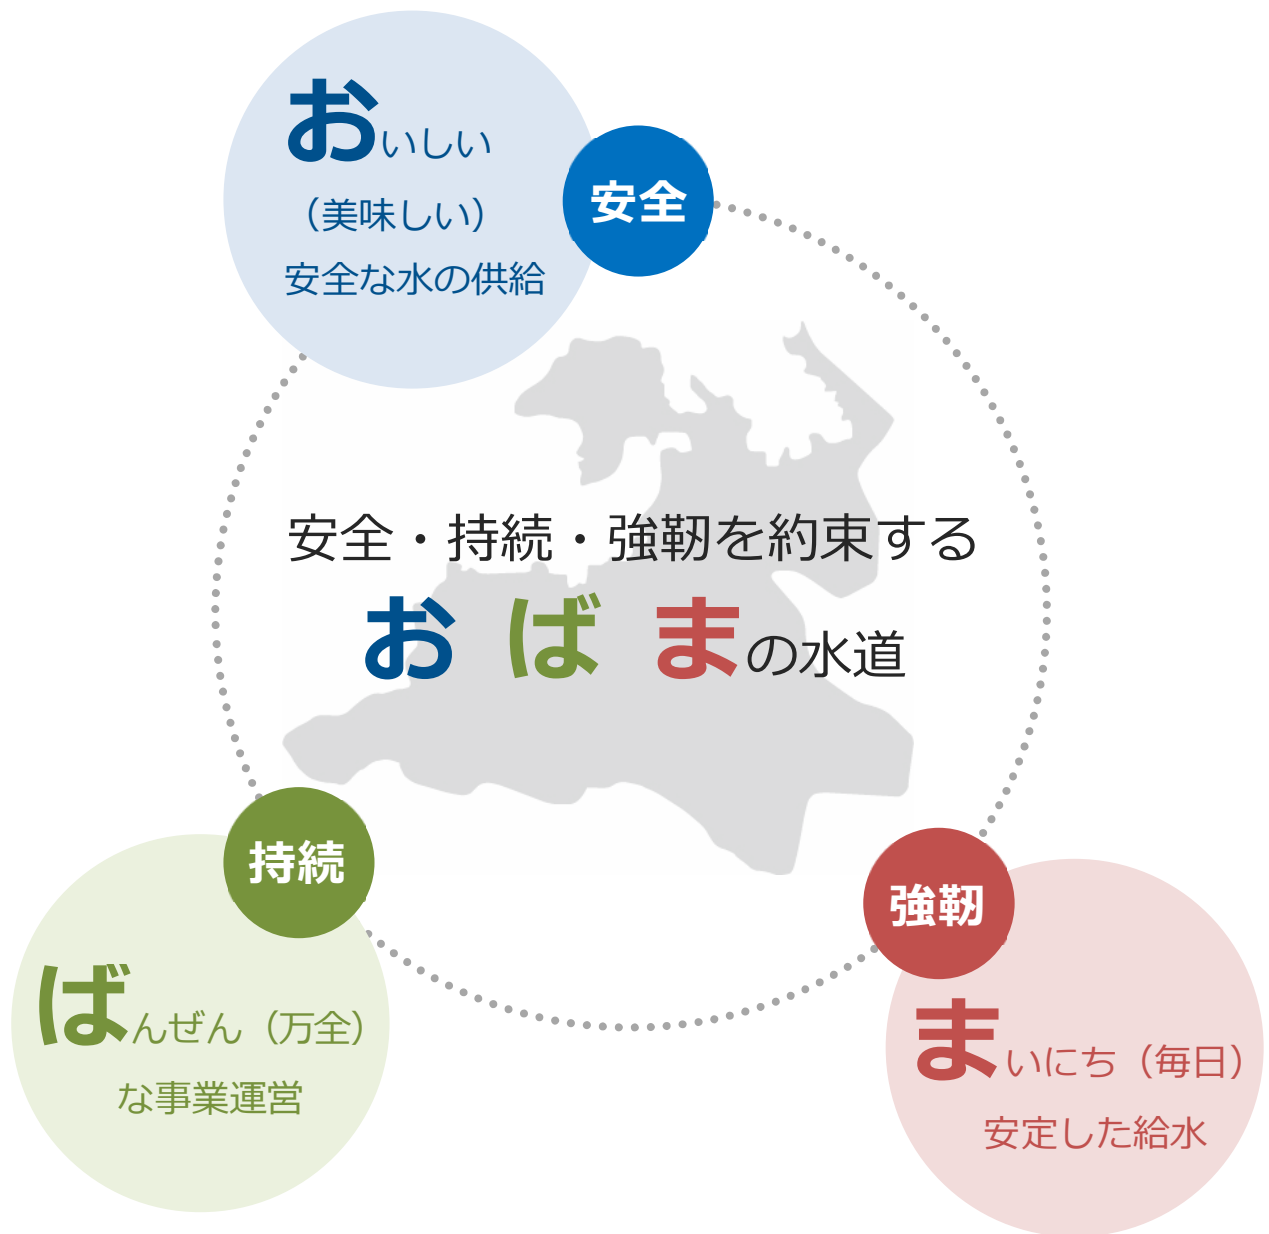 おいしい
（美味しい）
安全な水の供給
安全
安全・持続・強靭を約束する
おばまの水道
持続
ばんぜん（万全）
な事業運営
強靭
まいにち（毎日）
安定した給水